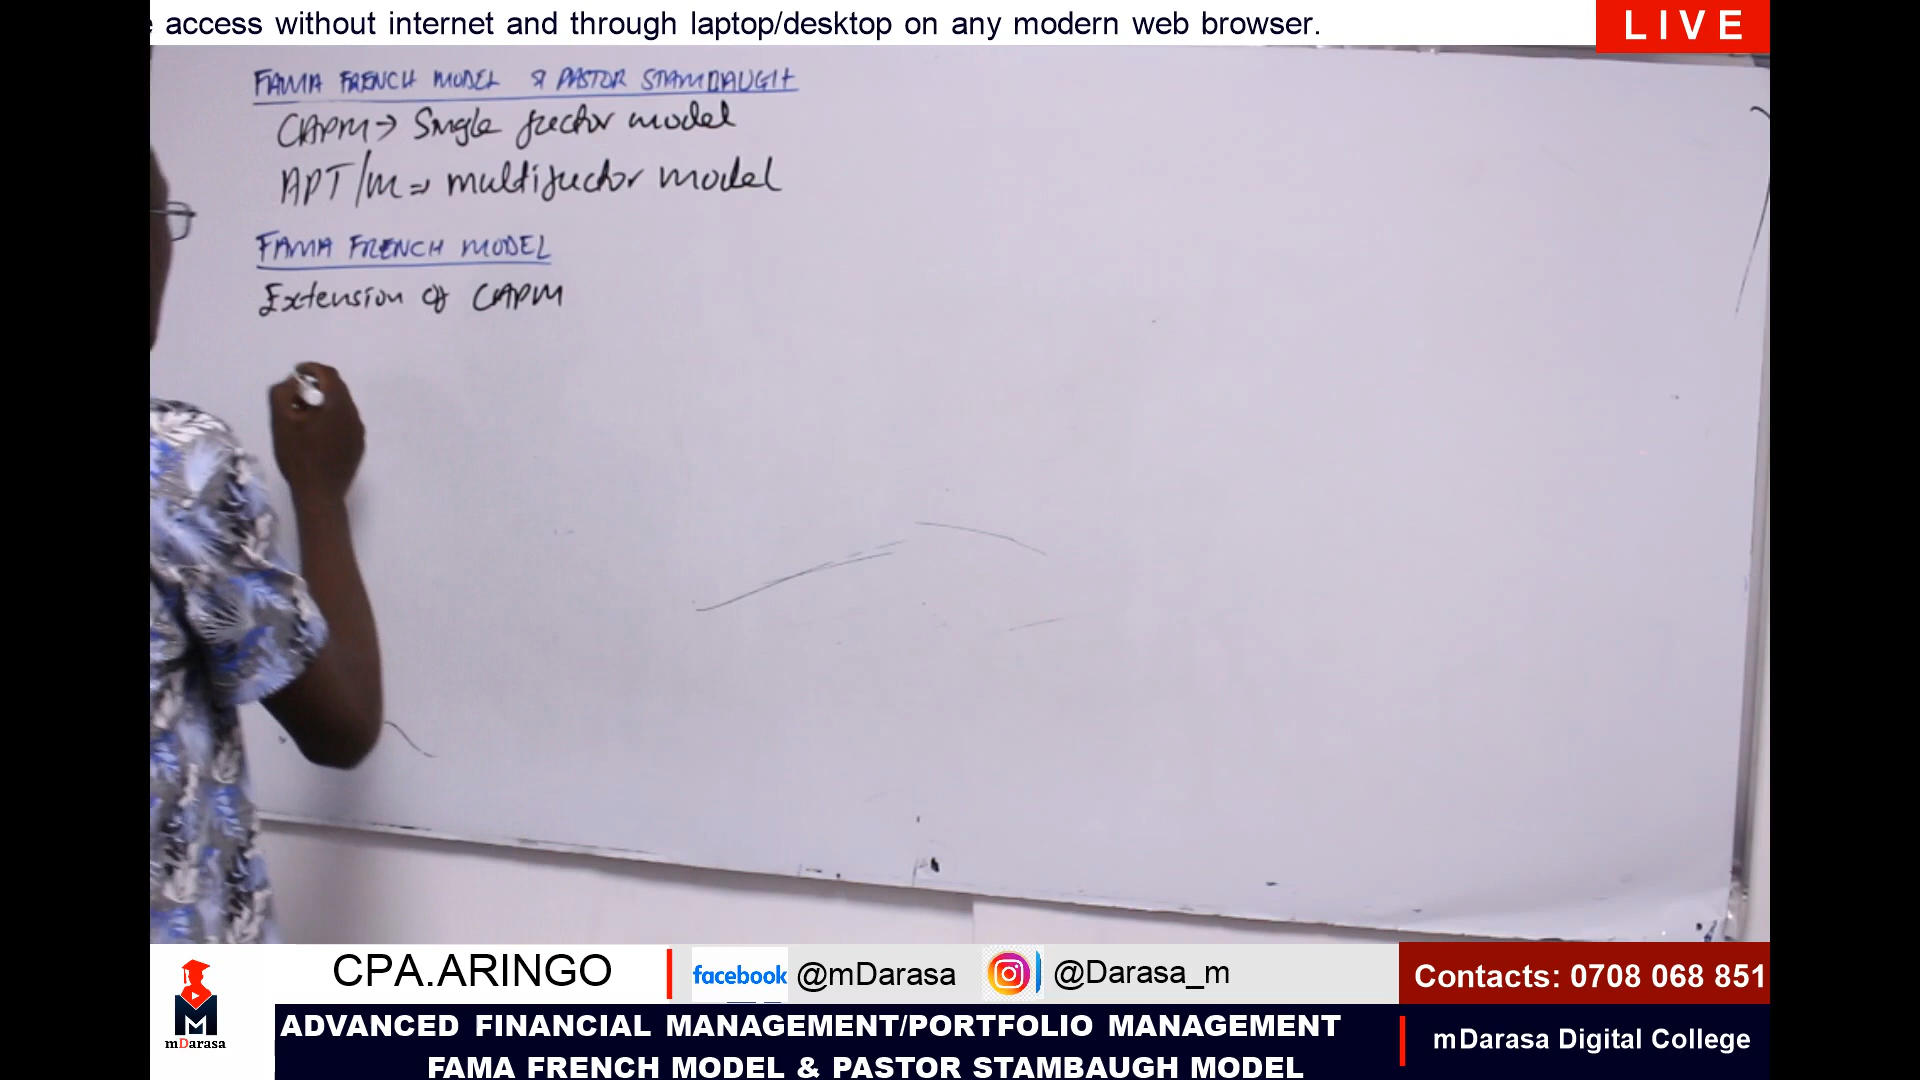 access without internet and through laptop/desktop on any modern web browser.
LIVE
FAMA FRENCH MODEL & PASTOR STAMBAUGH
CAPM → Single factor model
APT/M => multifactor model
FAMA FRENCH MODEL
Extension of CAPM
CPA.ARINGO
facebook @mDarasa
@Darasa_m
Contacts: 0708 068 851
mDarasa
ADVANCED FINANCIAL MANAGEMENT/PORTFOLIO MANAGEMENT
FAMA FRENCH MODEL & PASTOR STAMBAUGH MODEL
mDarasa Digital College